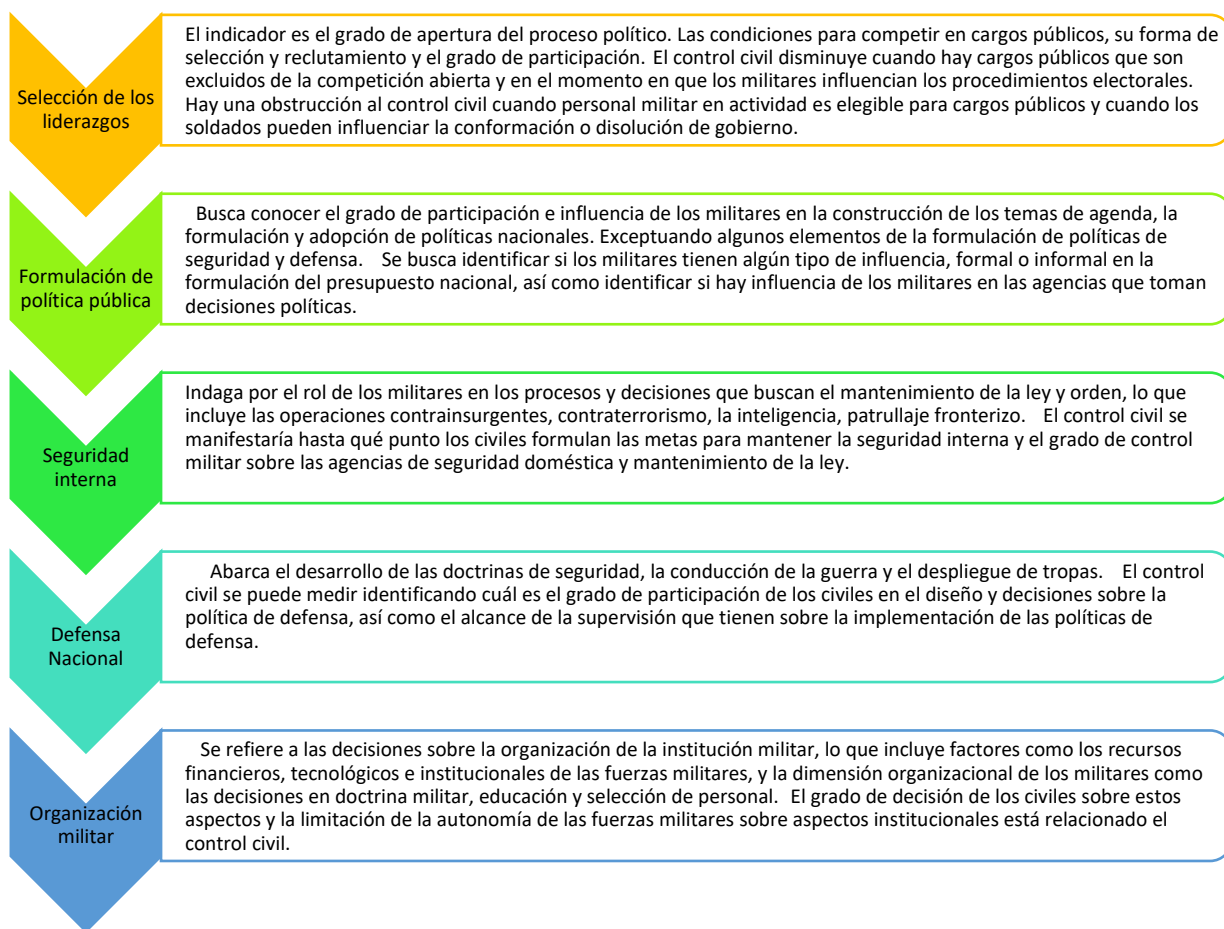 Selección de los
liderazgos
El indicador es el grado de apertura del proceso político. Las condiciones para competir en cargos públicos, su forma de
selección y reclutamiento y el grado de participación. El control civil disminuye cuando hay cargos públicos que son
excluidos de la competición abierta y en el momento en que los militares influencian los procedimientos electorales.
Hay una obstrucción al control civil cuando personal militar en actividad es elegible para cargos públicos y cuando los
soldados pueden influenciar la conformación o disolución de gobierno.
Formulación de
política pública
Busca conocer el grado de participación e influencia de los militares en la construcción de los temas de agenda, la
formulación y adopción de políticas nacionales. Exceptuando algunos elementos de la formulación de políticas de
seguridad y defensa. Se busca identificar si los militares tienen algún tipo de influencia, formal o informal en la
formulación del presupuesto nacional, así como identificar si hay influencia de los militares en las agencias que toman
decisiones políticas.
Seguridad
interna
Indaga por el rol de los militares en los procesos y decisiones que buscan el mantenimiento de la ley y orden, lo que
incluye las operaciones contrainsurgentes, contraterrorismo, la inteligencia, patrullaje fronterizo. El control civil se
manifestaría hasta qué punto los civiles formulan las metas para mantener la seguridad interna y el grado de control
militar sobre las agencias de seguridad doméstica y mantenimiento de la ley.
Defensa
Nacional
Abarca el desarrollo de las doctrinas de seguridad, la conducción de la guerra y el despliegue de tropas. El control
civil se puede medir identificando cuál es el grado de participación de los civiles en el diseño y decisiones sobre la
política de defensa, así como el alcance de la supervisión que tienen sobre la implementación de las políticas de
defensa.
Organización
militar
Se refiere a las decisiones sobre la organización de la institución militar, lo que incluye factores como los recursos
financieros, tecnológicos e institucionales de las fuerzas militares, y la dimensión organizacional de los militares como
las decisiones en doctrina militar, educación y selección de personal. El grado de decisión de los civiles sobre estos
aspectos y la limitación de la autonomía de las fuerzas militares sobre aspectos institucionales está relacionado el
control civil.